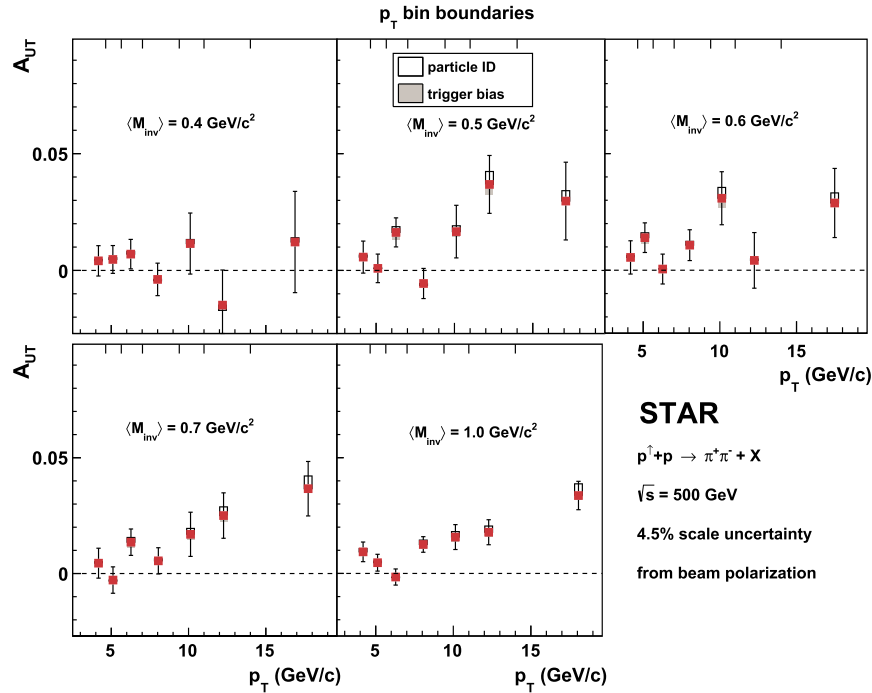 p_T bin boundaries
A_UT
particle ID
trigger bias
⟨M_inv⟩ = 0.4 GeV/c²
⟨M_inv⟩ = 0.5 GeV/c²
⟨M_inv⟩ = 0.6 GeV/c²
0.05
0
5
10
15
p_T (GeV/c)
A_UT
⟨M_inv⟩ = 0.7 GeV/c²
⟨M_inv⟩ = 1.0 GeV/c²
0.05
0
5
10
15
5
10
15
p_T (GeV/c)
p_T (GeV/c)
STAR
p↑+p → π⁺π⁻ + X
√s = 500 GeV
4.5% scale uncertainty
from beam polarization